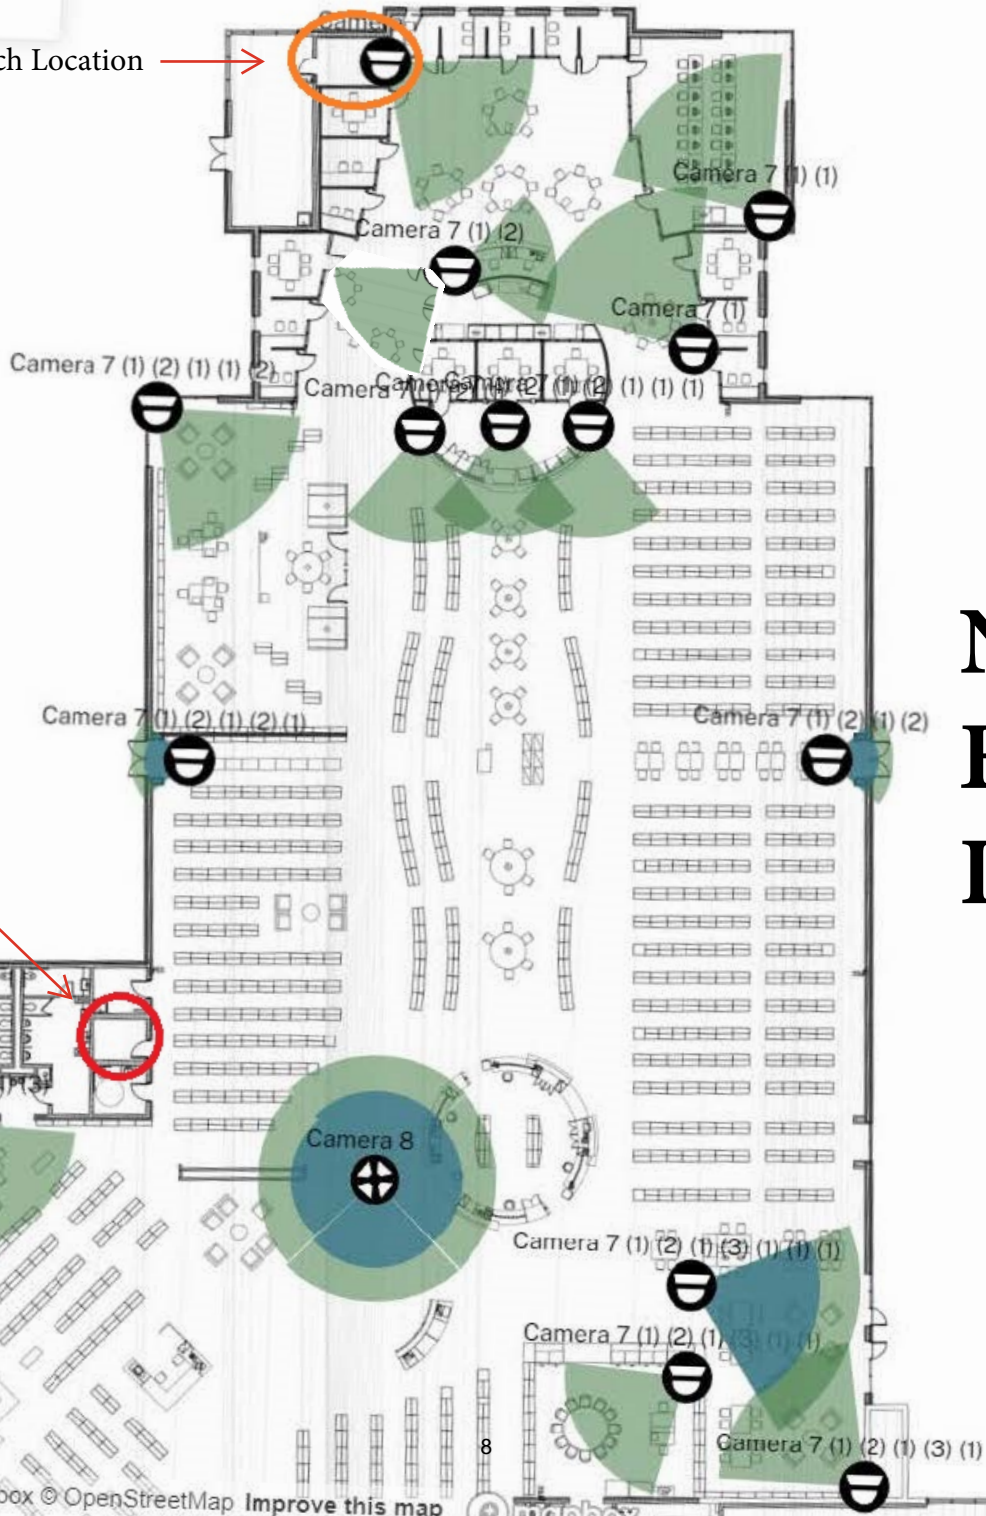 Camera
ch Location
Camera 7 (1) (1)
Camera 7 (1) (2)
Camera 7 (1)
Camera 7 (1) (2) (1) (1) (2)
Camera 7 (1) (2) (1) (2) (1)
Camera 7 (1) (2) (1) (2)
N
Camera 8
Camera 7 (1) (2) (1) (3) (1) (1) (1)
Camera 7 (1) (2) (1) (3) (1) (1)
Camera 7 (1) (2) (1) (3) (1)
8
box © OpenStreetMap Improve this map